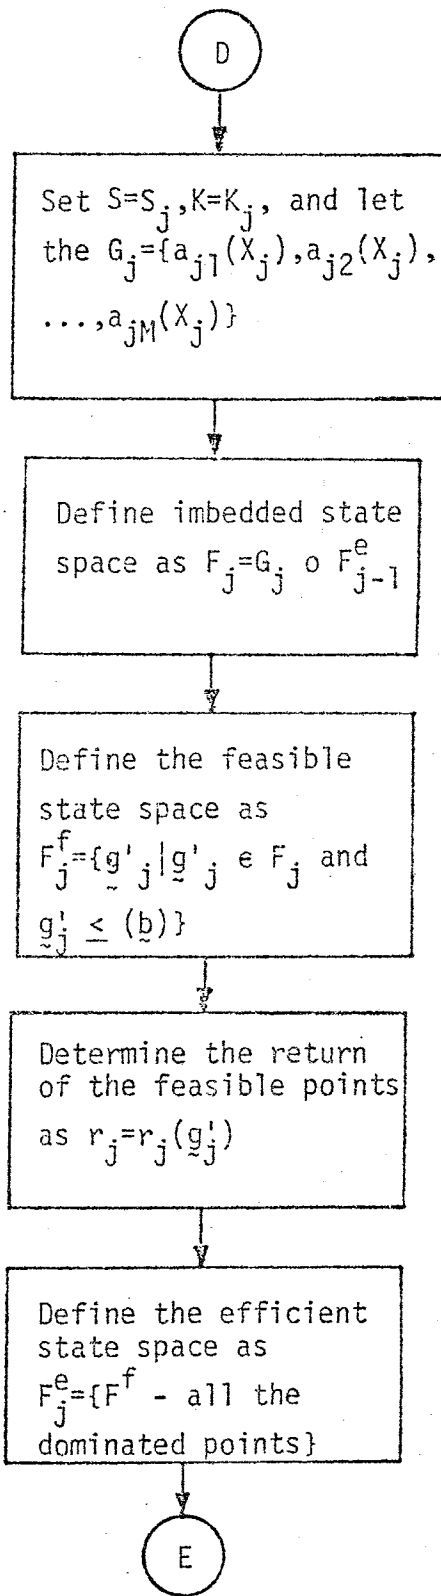 D
Set S=S_j,K=K_j, and let
the G_j={a_j1(X_j),a_j2(X_j),
...,a_jM(X_j)}
Define imbedded state
space as F_j=G_j o F^e_j-1
Define the feasible
state space as
F^f_j={g'_j|g'_j ∈ F_j and
g'_j ≤ (b)}
Determine the return
of the feasible points
as r_j=r_j(g'_j)
Define the efficient
state space as
F^e_j={F^f - all the
dominated points}
E